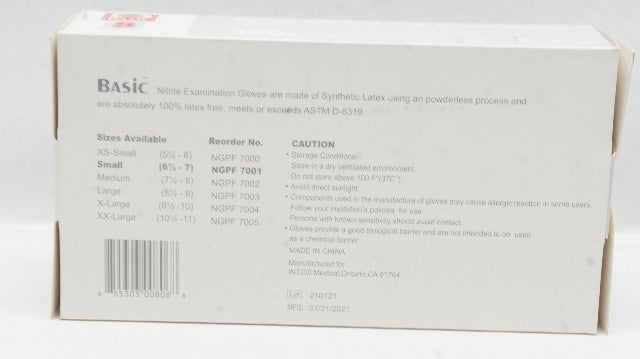 BASIC™ Nitrile Examination Gloves are made of Synthetic Latex using an powderless process and
are absolutely 100% latex free, meets or exceeds ASTM D-6319.
Sizes Available Reorder No.
XS-Small (5½ - 6) NGPF 7000
Small (6½ - 7) NGPF 7001
Medium (7½ - 8) NGPF 7002
Large (8½ - 9) NGPF 7003
X-Large (9½ -10) NGPF 7004
XX-Large (10½ -11) NGPF 7005
CAUTION
• Storage Conditions:
Store in a dry ventilated environment.
Do not store above 100 F°(37C°)
• Avoid direct sunlight.
• Components used in the manufacture of gloves may cause allergic reaction in some users.
Follow your institution's policies for use.
Persons with known sensitivity should avoid contact.
• Gloves provide a good biological barrier and are not intended to be used
as a chemical barrier.
MADE IN CHINA
Manufactured for
INTCO Medical,Ontario,CA 91764
Lot 210121
MFG: 01/21/2021